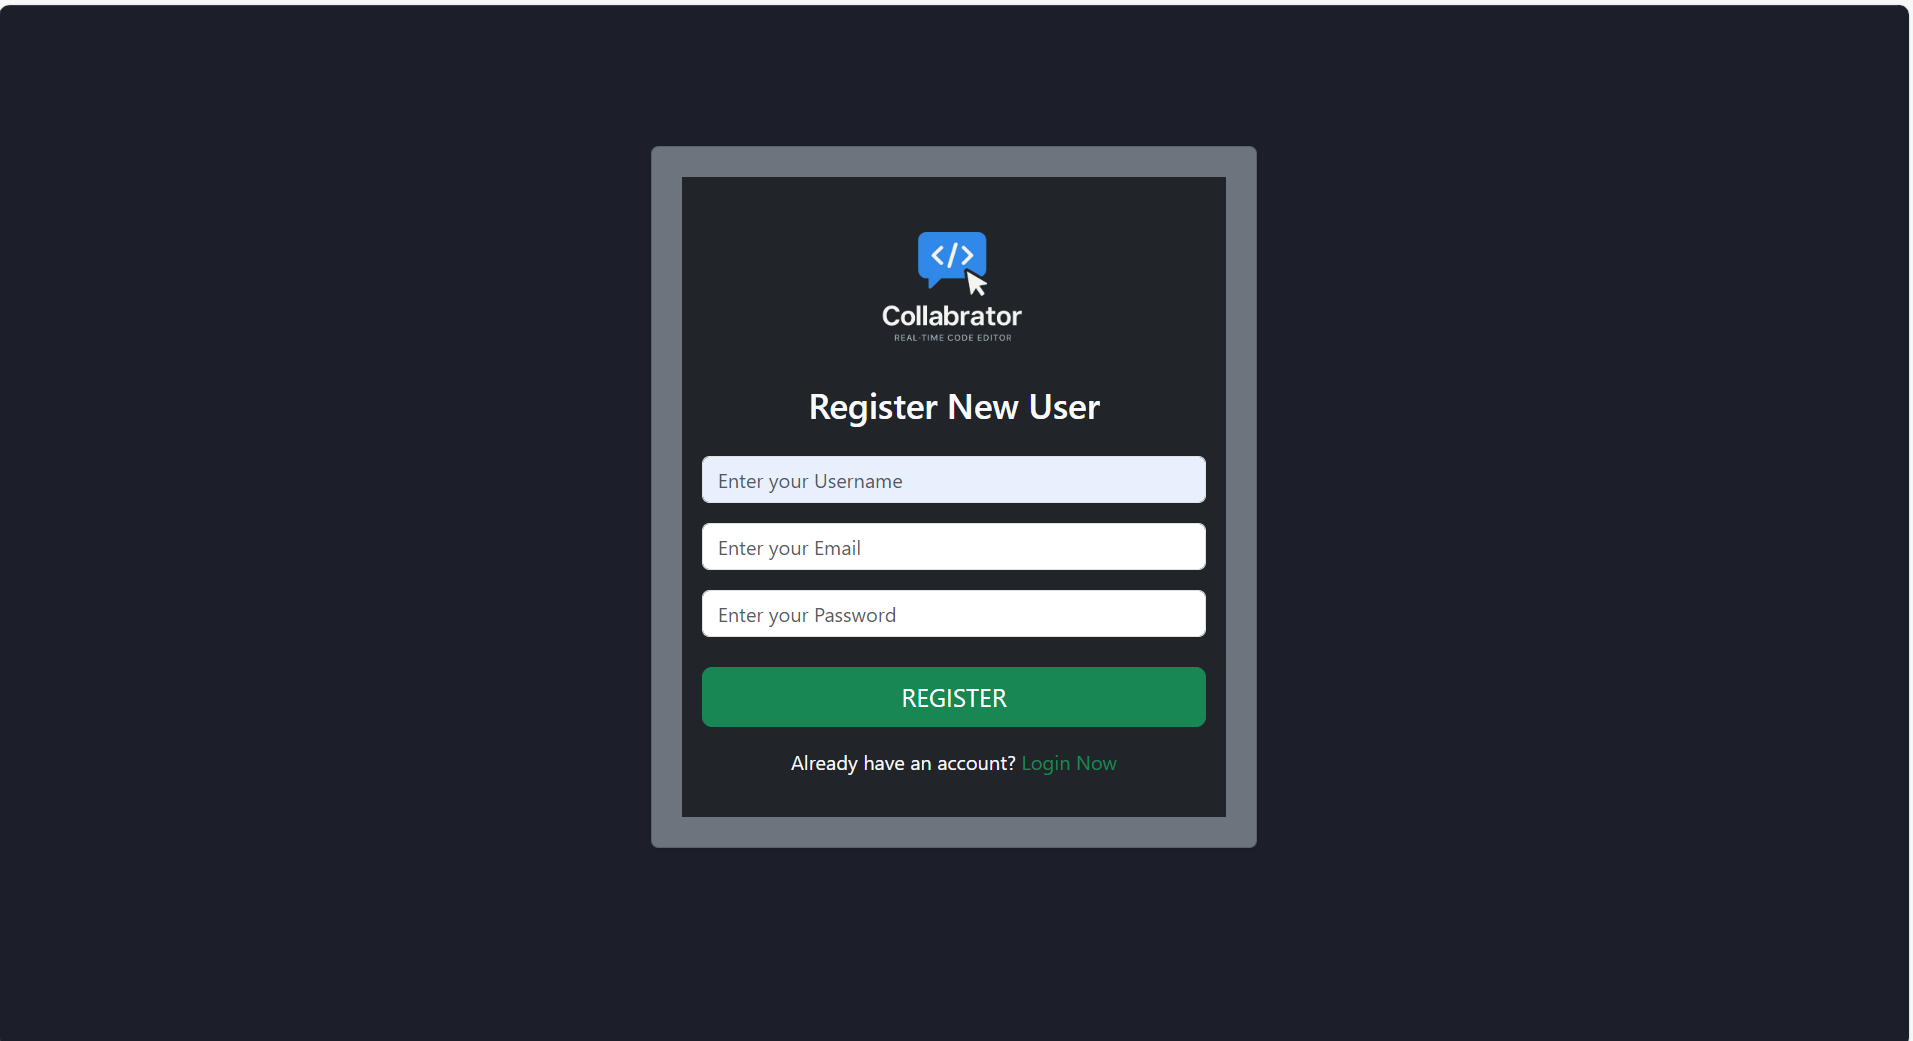 </>
Collabrator
REAL-TIME CODE EDITOR
Register New User
Enter your Username
Enter your Email
Enter your Password
REGISTER
Already have an account? Login Now